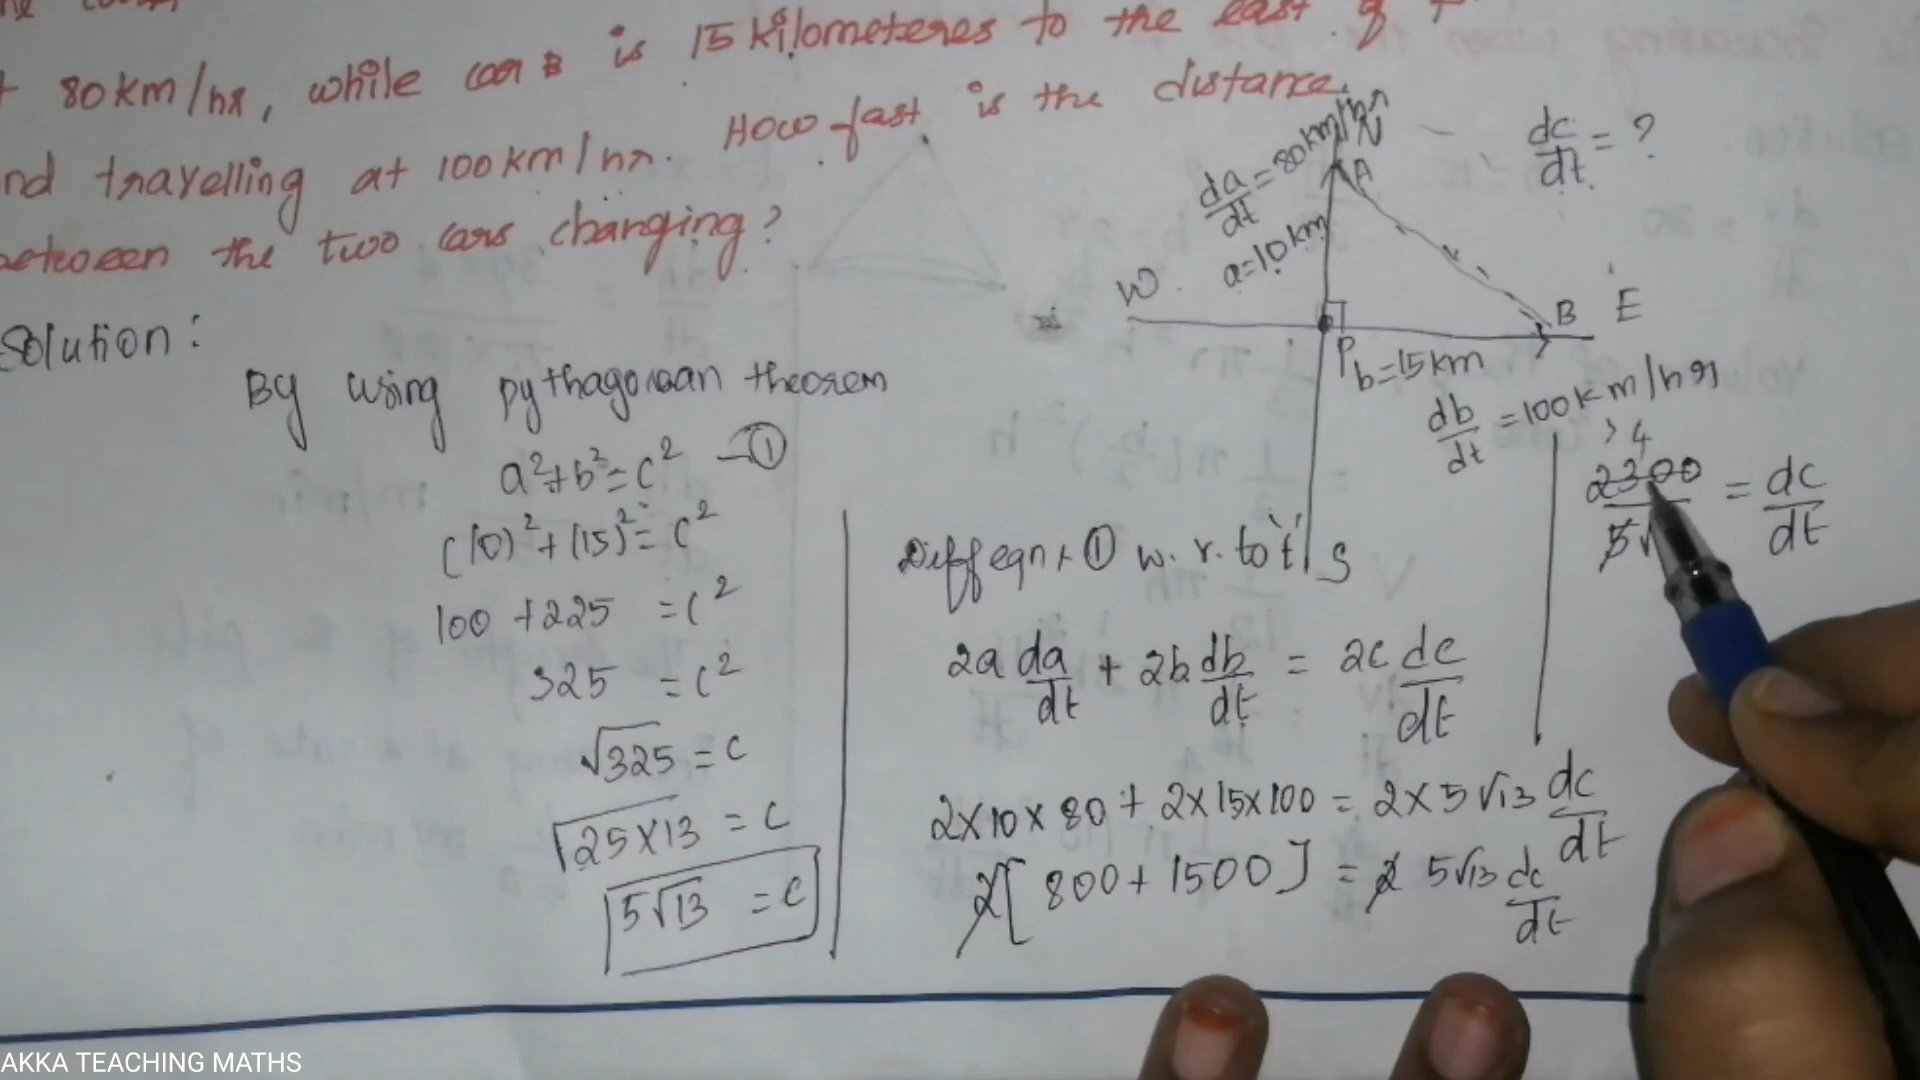 80km/hr, while car B is 15 kilometeres to the east of
nd travelling at 100km/hr. How fast is the distance
between the two cars changing?
Solution:
By using pythagorean theorem
a²+b²=c² —①
(10)²+(15)²=c²
100 +225 =c²
325 =c²
√325 =c
√25×13 =c
5√13 =c
N
A
da/dt=80km/hr
a=10km
dc/dt=?
W
B
E
P
b=15km
db/dt=100km/hr
S
Diff eqn ① w.r.to 't'
2a da/dt + 2b db/dt = 2c dc/dt
2×10×80+2×15×100=2×5√13 dc/dt
2[800+1500]=2 5√13 dc/dt
4
2300/5√ = dc/dt
AKKA TEACHING MATHS